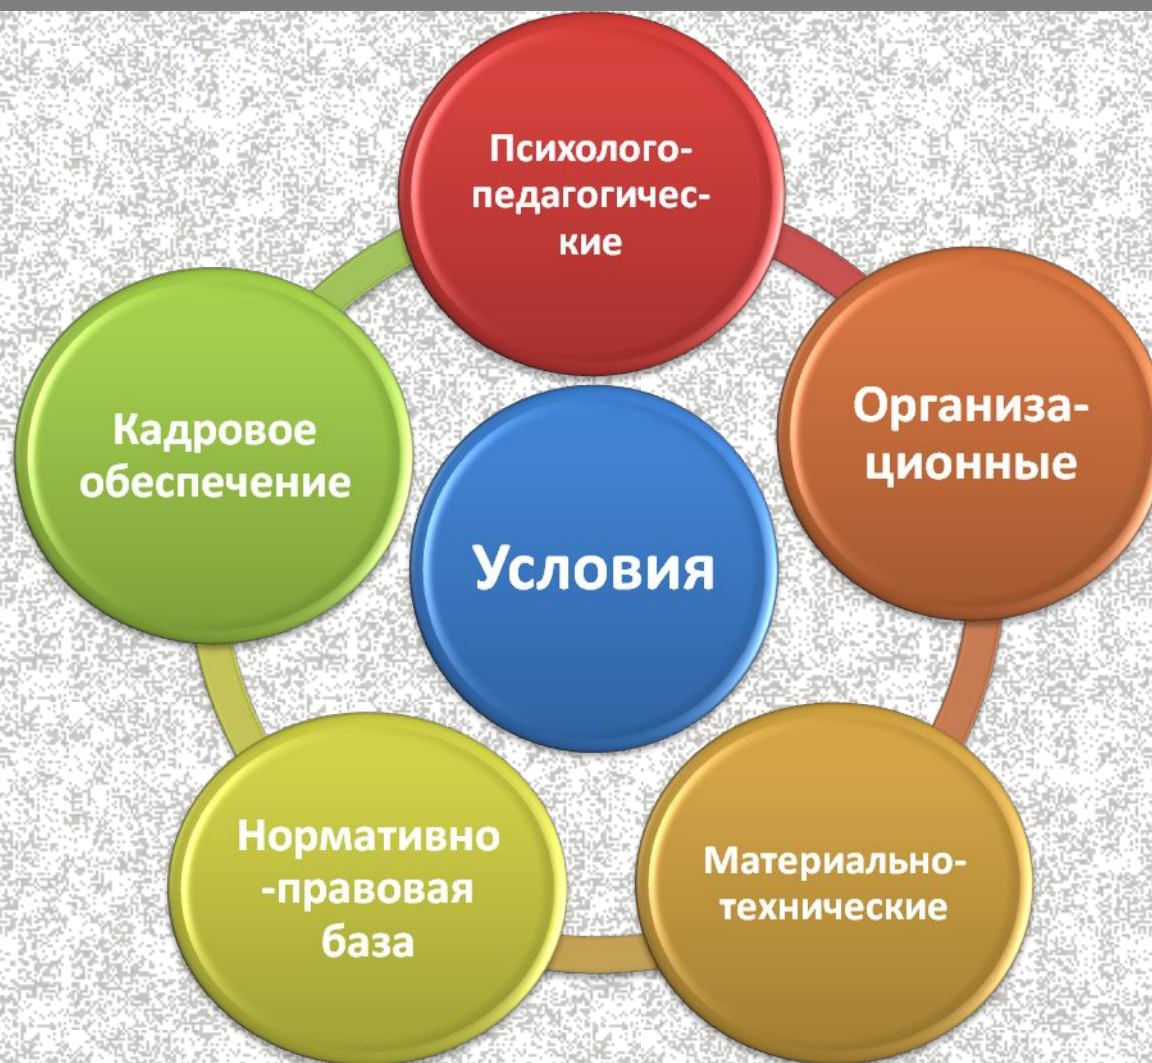 Психолого-
педагогичес-
кие
Организа-
ционные
Кадровое
обеспечение
Условия
Нормативно
-правовая
база
Материально-
технические